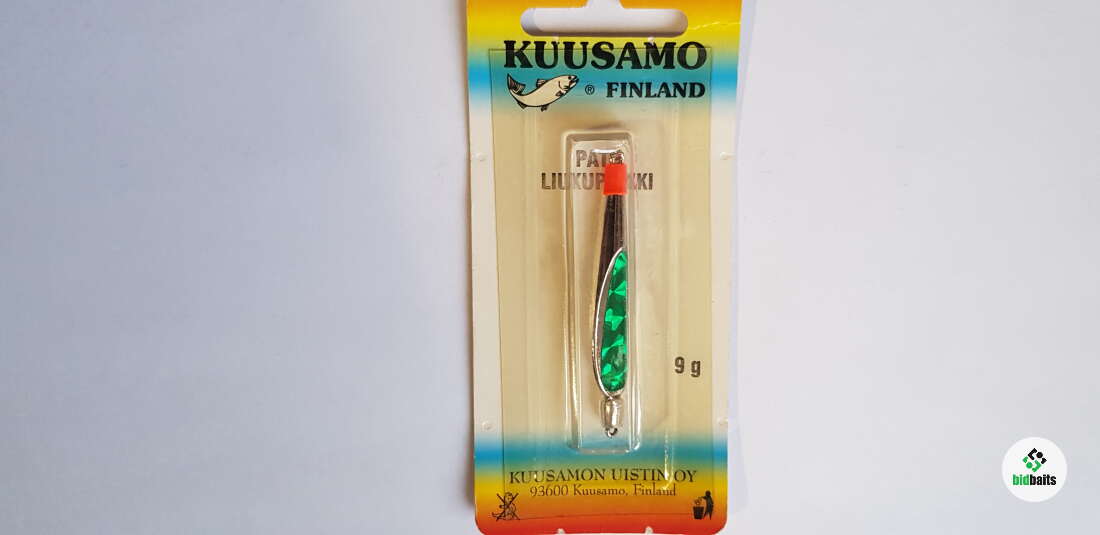 KUUSAMO
® FINLAND
9 g
KUUSAMON UISTIN OY
93600 Kuusamo, Finland
bidbaits